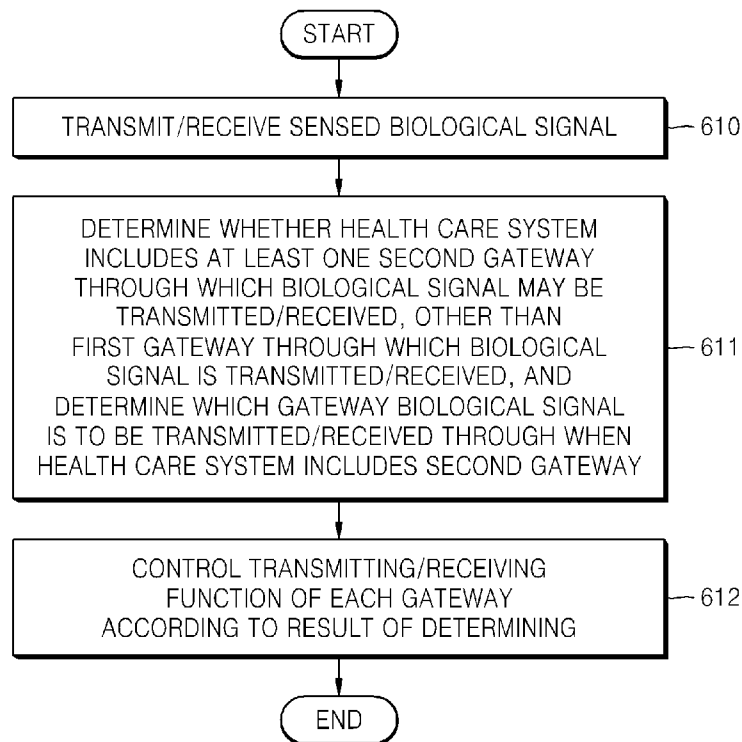 START
TRANSMIT/RECEIVE SENSED BIOLOGICAL SIGNAL
610
DETERMINE WHETHER HEALTH CARE SYSTEM
INCLUDES AT LEAST ONE SECOND GATEWAY
THROUGH WHICH BIOLOGICAL SIGNAL MAY BE
TRANSMITTED/RECEIVED, OTHER THAN
FIRST GATEWAY THROUGH WHICH BIOLOGICAL
SIGNAL IS TRANSMITTED/RECEIVED, AND
DETERMINE WHICH GATEWAY BIOLOGICAL SIGNAL
IS TO BE TRANSMITTED/RECEIVED THROUGH WHEN
HEALTH CARE SYSTEM INCLUDES SECOND GATEWAY
611
CONTROL TRANSMITTING/RECEIVING
FUNCTION OF EACH GATEWAY
ACCORDING TO RESULT OF DETERMINING
612
END